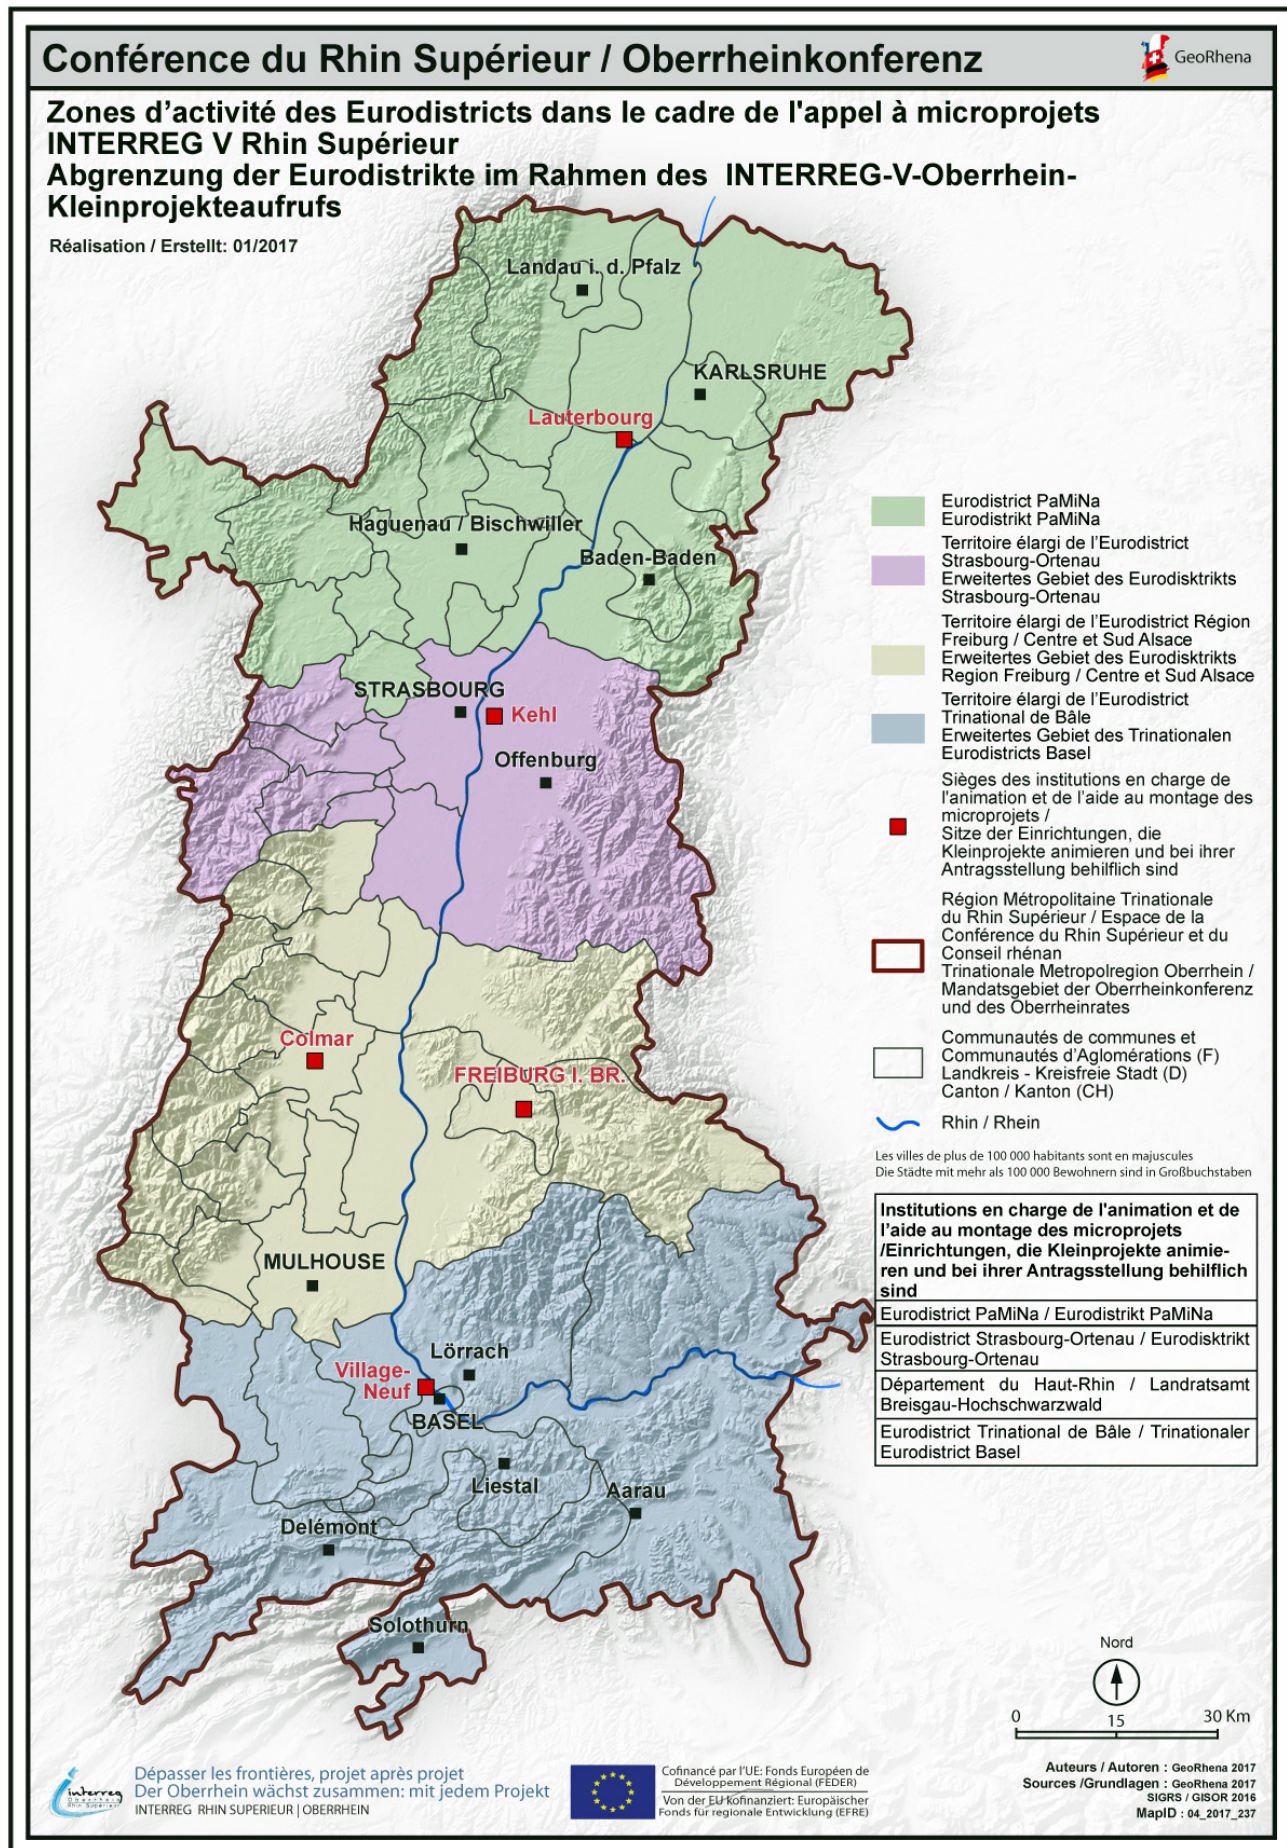 Conférence du Rhin Supérieur / Oberrheinkonferenz
GeoRhena
Zones d’activité des Eurodistricts dans le cadre de l'appel à microprojets
INTERREG V Rhin Supérieur
Abgrenzung der Eurodistrikte im Rahmen des INTERREG-V-Oberrhein-
Kleinprojekteaufrufs
Réalisation / Erstellt: 01/2017
Landau i. d. Pfalz
KARLSRUHE
Lauterbourg
Haguenau / Bischwiller
Baden-Baden
STRASBOURG
Kehl
Offenburg
Colmar
FREIBURG I. BR.
MULHOUSE
Lörrach
Village-
Neuf
BASEL
Liestal
Aarau
Delémont
Solothurn
Eurodistrict PaMiNa
Eurodistrikt PaMiNa
Territoire élargi de l’Eurodistrict
Strasbourg-Ortenau
Erweitertes Gebiet des Eurodisktrikts
Strasbourg-Ortenau
Territoire élargi de l’Eurodistrict Région
Freiburg / Centre et Sud Alsace
Erweitertes Gebiet des Eurodisktrikts
Region Freiburg / Centre et Sud Alsace
Territoire élargi de l’Eurodistrict
Trinational de Bâle
Erweitertes Gebiet des Trinationalen
Eurodistricts Basel
Sièges des institutions en charge de
l'animation et de l’aide au montage des
microprojets /
Sitze der Einrichtungen, die
Kleinprojekte animieren und bei ihrer
Antragsstellung behilflich sind
Région Métropolitaine Trinationale
du Rhin Supérieur / Espace de la
Conférence du Rhin Supérieur et du
Conseil rhénan
Trinationale Metropolregion Oberrhein /
Mandatsgebiet der Oberrheinkonferenz
und des Oberrheinrates
Communautés de communes et
Communautés d’Aglomérations (F)
Landkreis - Kreisfreie Stadt (D)
Canton / Kanton (CH)
Rhin / Rhein
Les villes de plus de 100 000 habitants sont en majuscules
Die Städte mit mehr als 100 000 Bewohnern sind in Großbuchstaben
Institutions en charge de l'animation et de
l’aide au montage des microprojets
/Einrichtungen, die Kleinprojekte animie-
ren und bei ihrer Antragsstellung behilflich
sind
Eurodistrict PaMiNa / Eurodistrikt PaMiNa
Eurodistrict Strasbourg-Ortenau / Eurodisktrikt
Strasbourg-Ortenau
Département du Haut-Rhin / Landratsamt
Breisgau-Hochschwarzwald
Eurodistrict Trinational de Bâle / Trinationaler
Eurodistrict Basel
Nord
0 15 30 Km
interreg
Oberrhein
Rhin Supérieur
Dépasser les frontières, projet après projet
Der Oberrhein wächst zusammen: mit jedem Projekt
INTERREG RHIN SUPERIEUR | OBERRHEIN
Cofinancé par l’UE: Fonds Européen de
Développement Régional (FEDER)
Von der EU kofinanziert: Europäischer
Fonds für regionale Entwicklung (EFRE)
Auteurs / Autoren : GeoRhena 2017
Sources /Grundlagen : GeoRhena 2017
SIGRS / GISOR 2016
MapID : 04_2017_237